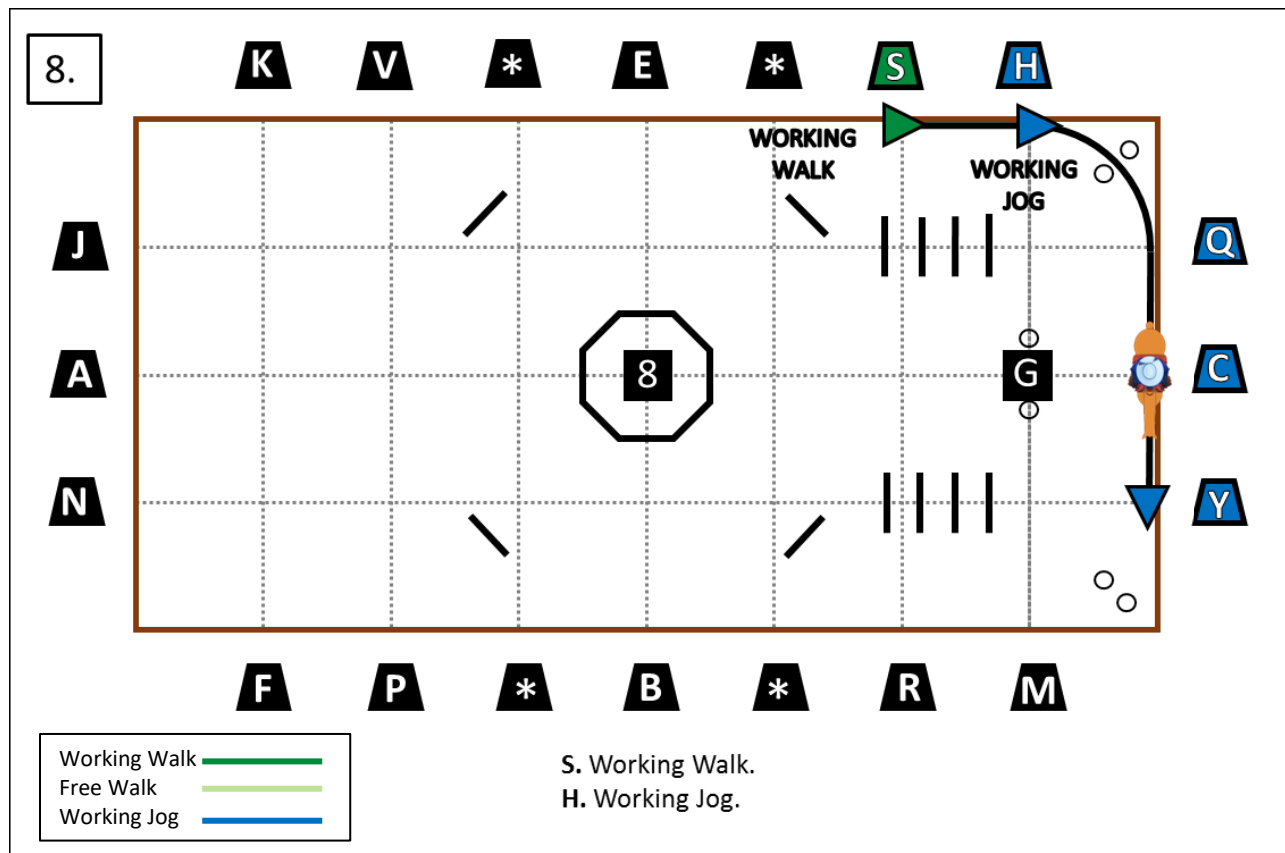 8.
K V * E * S H
WORKING
WALK
WORKING
JOG
J
Q
A
8
G
C
N
Y
F P * B * R M
Working Walk
Free Walk
Working Jog
S. Working Walk.
H. Working Jog.